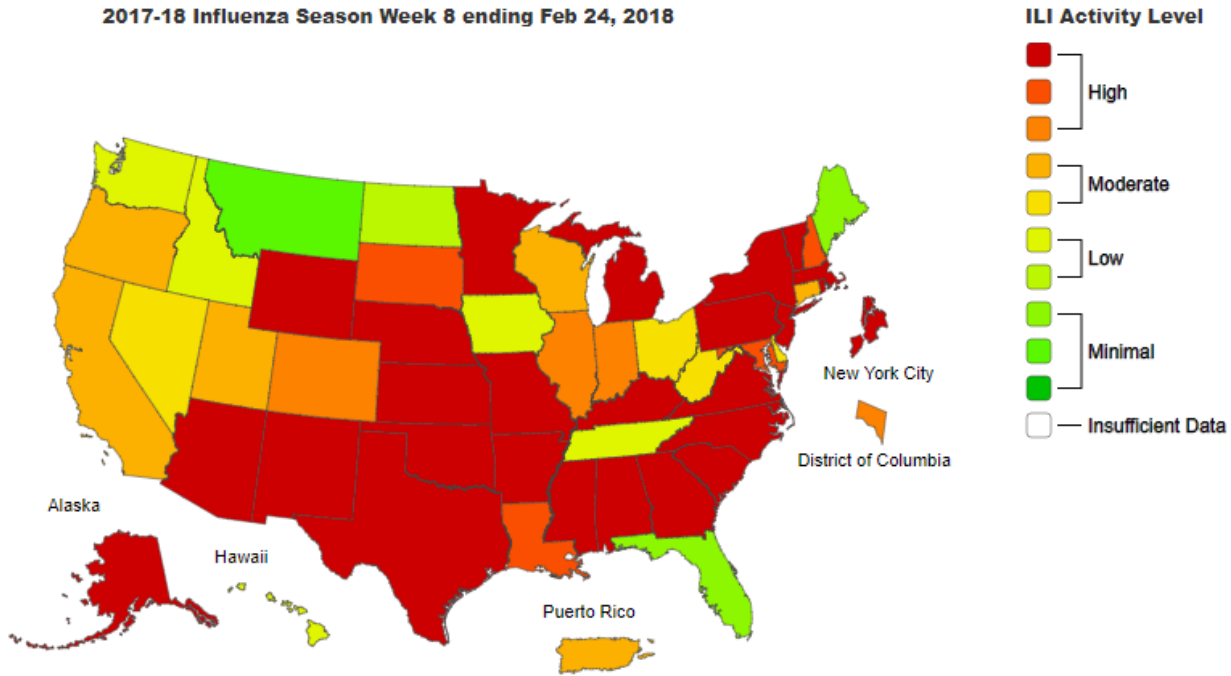 2017-18 Influenza Season Week 8 ending Feb 24, 2018
ILI Activity Level
High
Moderate
Low
Minimal
Insufficient Data
New York City
District of Columbia
Alaska
Hawaii
Puerto Rico